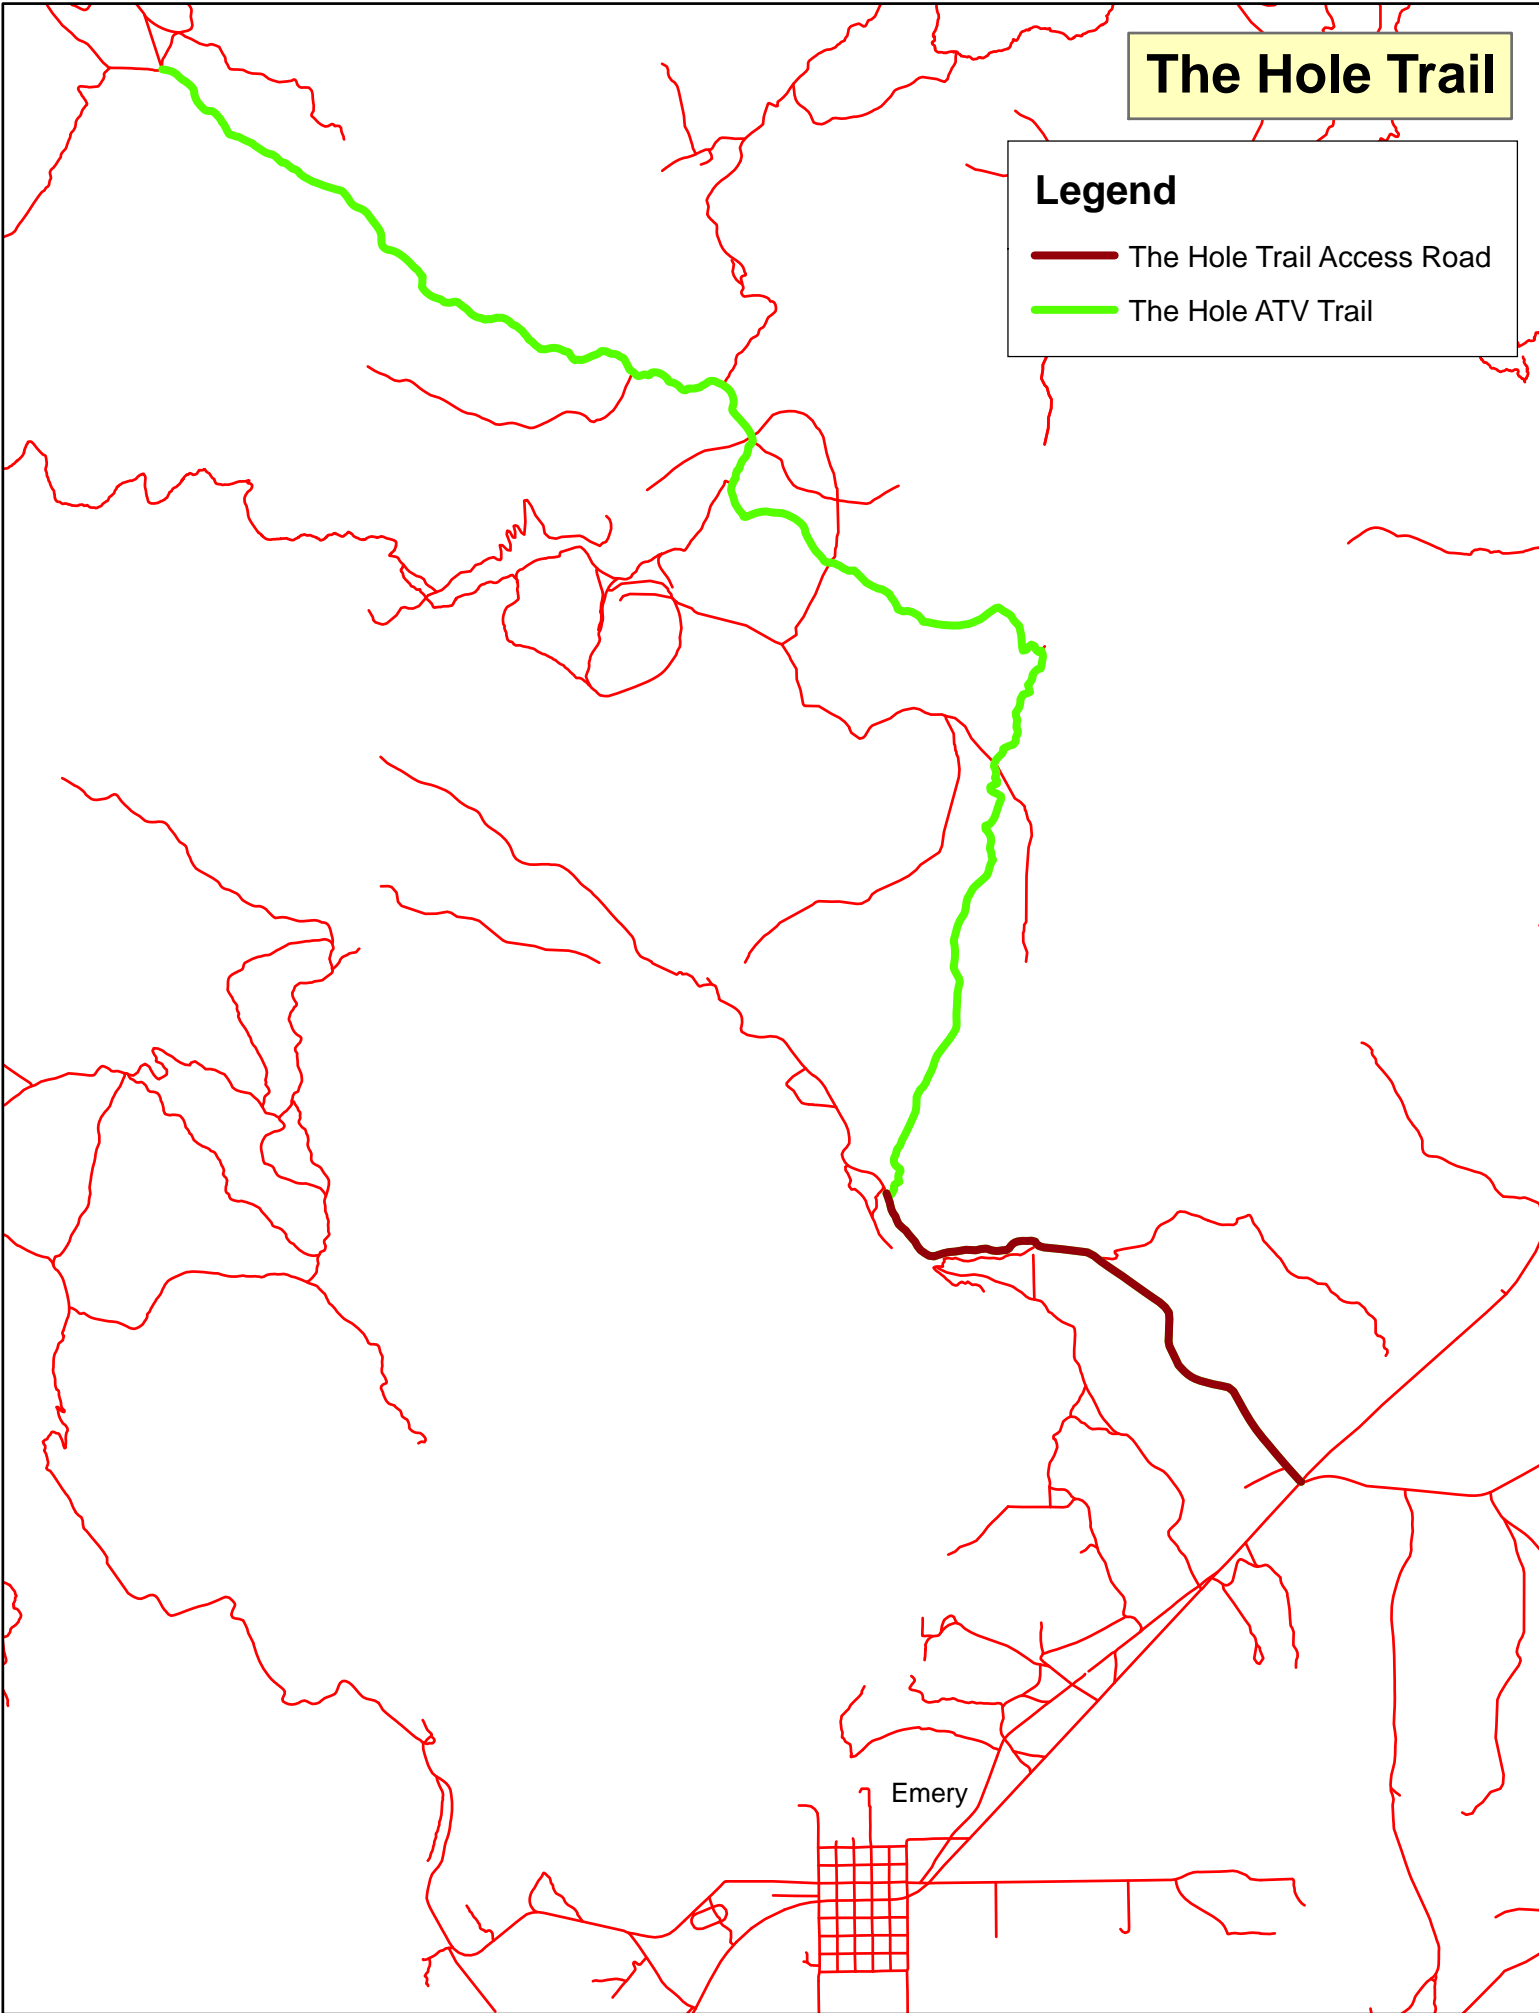 The Hole Trail
Legend
The Hole Trail Access Road
The Hole ATV Trail
Emery